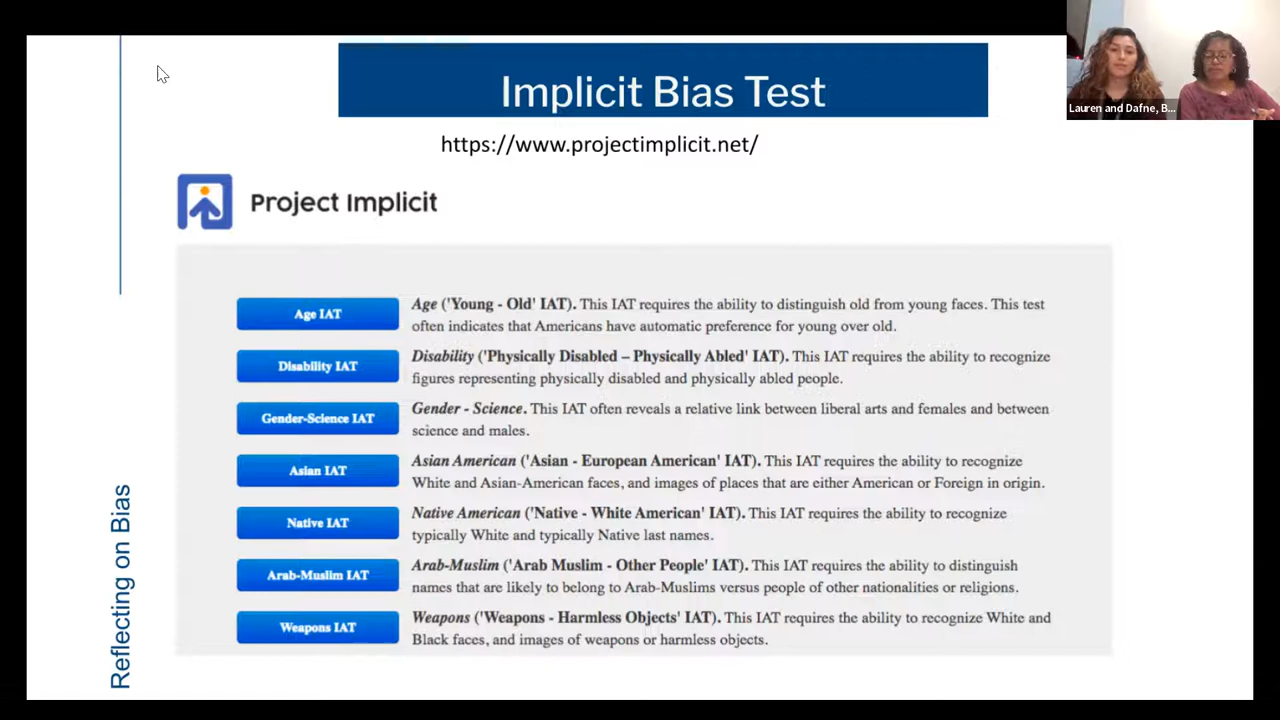 Implicit Bias Test
Lauren and Dafne, B...
https://www.projectimplicit.net/
Project Implicit
Age IAT
Age ('Young - Old' IAT). This IAT requires the ability to distinguish old from young faces. This test
often indicates that Americans have automatic preference for young over old.
Disability IAT
Disability ('Physically Disabled – Physically Abled' IAT). This IAT requires the ability to recognize
figures representing physically disabled and physically abled people.
Gender-Science IAT
Gender - Science. This IAT often reveals a relative link between liberal arts and females and between
science and males.
Asian IAT
Asian American ('Asian - European American' IAT). This IAT requires the ability to recognize
White and Asian-American faces, and images of places that are either American or Foreign in origin.
Native IAT
Native American ('Native - White American' IAT). This IAT requires the ability to recognize
typically White and typically Native last names.
Arab-Muslim IAT
Arab-Muslim ('Arab Muslim - Other People' IAT). This IAT requires the ability to distinguish
names that are likely to belong to Arab-Muslims versus people of other nationalities or religions.
Weapons IAT
Weapons ('Weapons - Harmless Objects' IAT). This IAT requires the ability to recognize White and
Black faces, and images of weapons or harmless objects.
Reflecting on Bias